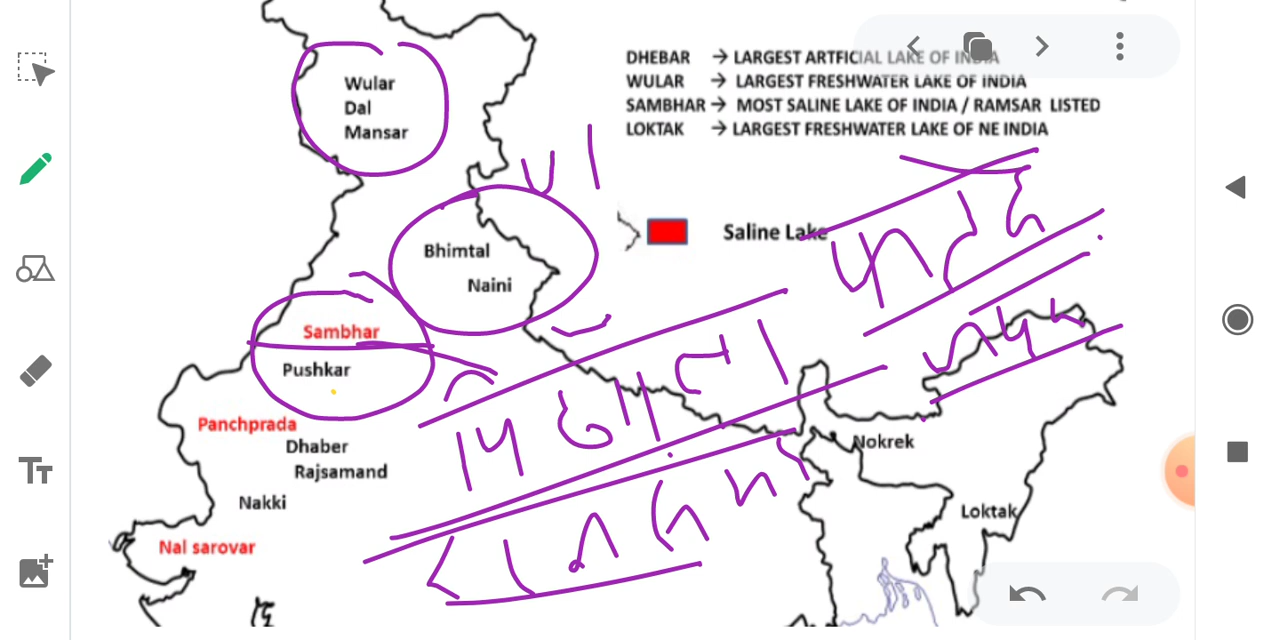 DHEBAR → LARGEST ARTFICIAL LAKE OF INDIA
WULAR → LARGEST FRESHWATER LAKE OF INDIA
SAMBHAR → MOST SALINE LAKE OF INDIA / RAMSAR LISTED
LOKTAK → LARGEST FRESHWATER LAKE OF NE INDIA
Wular
Dal
Mansar
Saline Lake
Bhimtal
Naini
Sambhar
Pushkar
Panchprada
Dhaber
Rajsamand
Nakki
Nal sarovar
Nokrek
Loktak
Tт